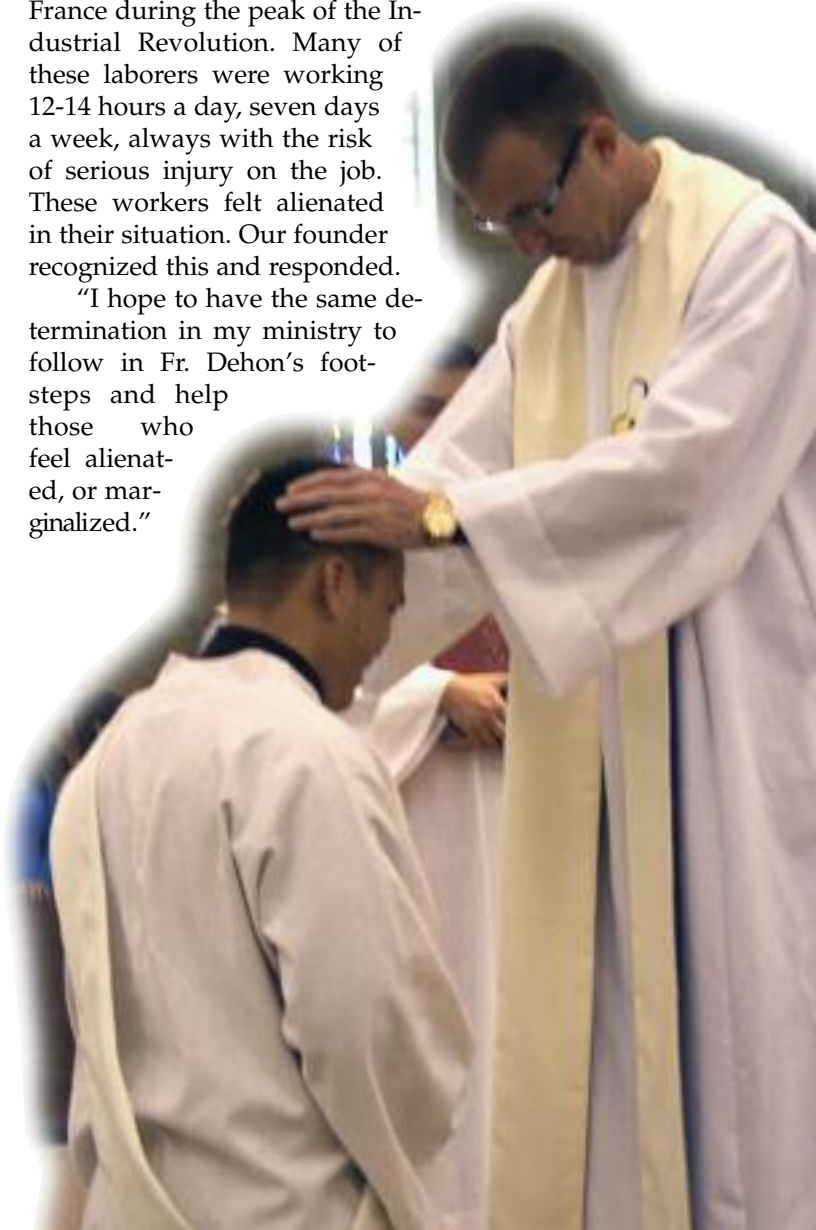 France during the peak of the In-
dustrial Revolution. Many of
these laborers were working
12-14 hours a day, seven days
a week, always with the risk
of serious injury on the job.
These workers felt alienated
in their situation. Our founder
recognized this and responded.
“I hope to have the same de-
termination in my ministry to
follow in Fr. Dehon’s foot-
steps and help
those who
feel alienat-
ed, or mar-
ginalized.”